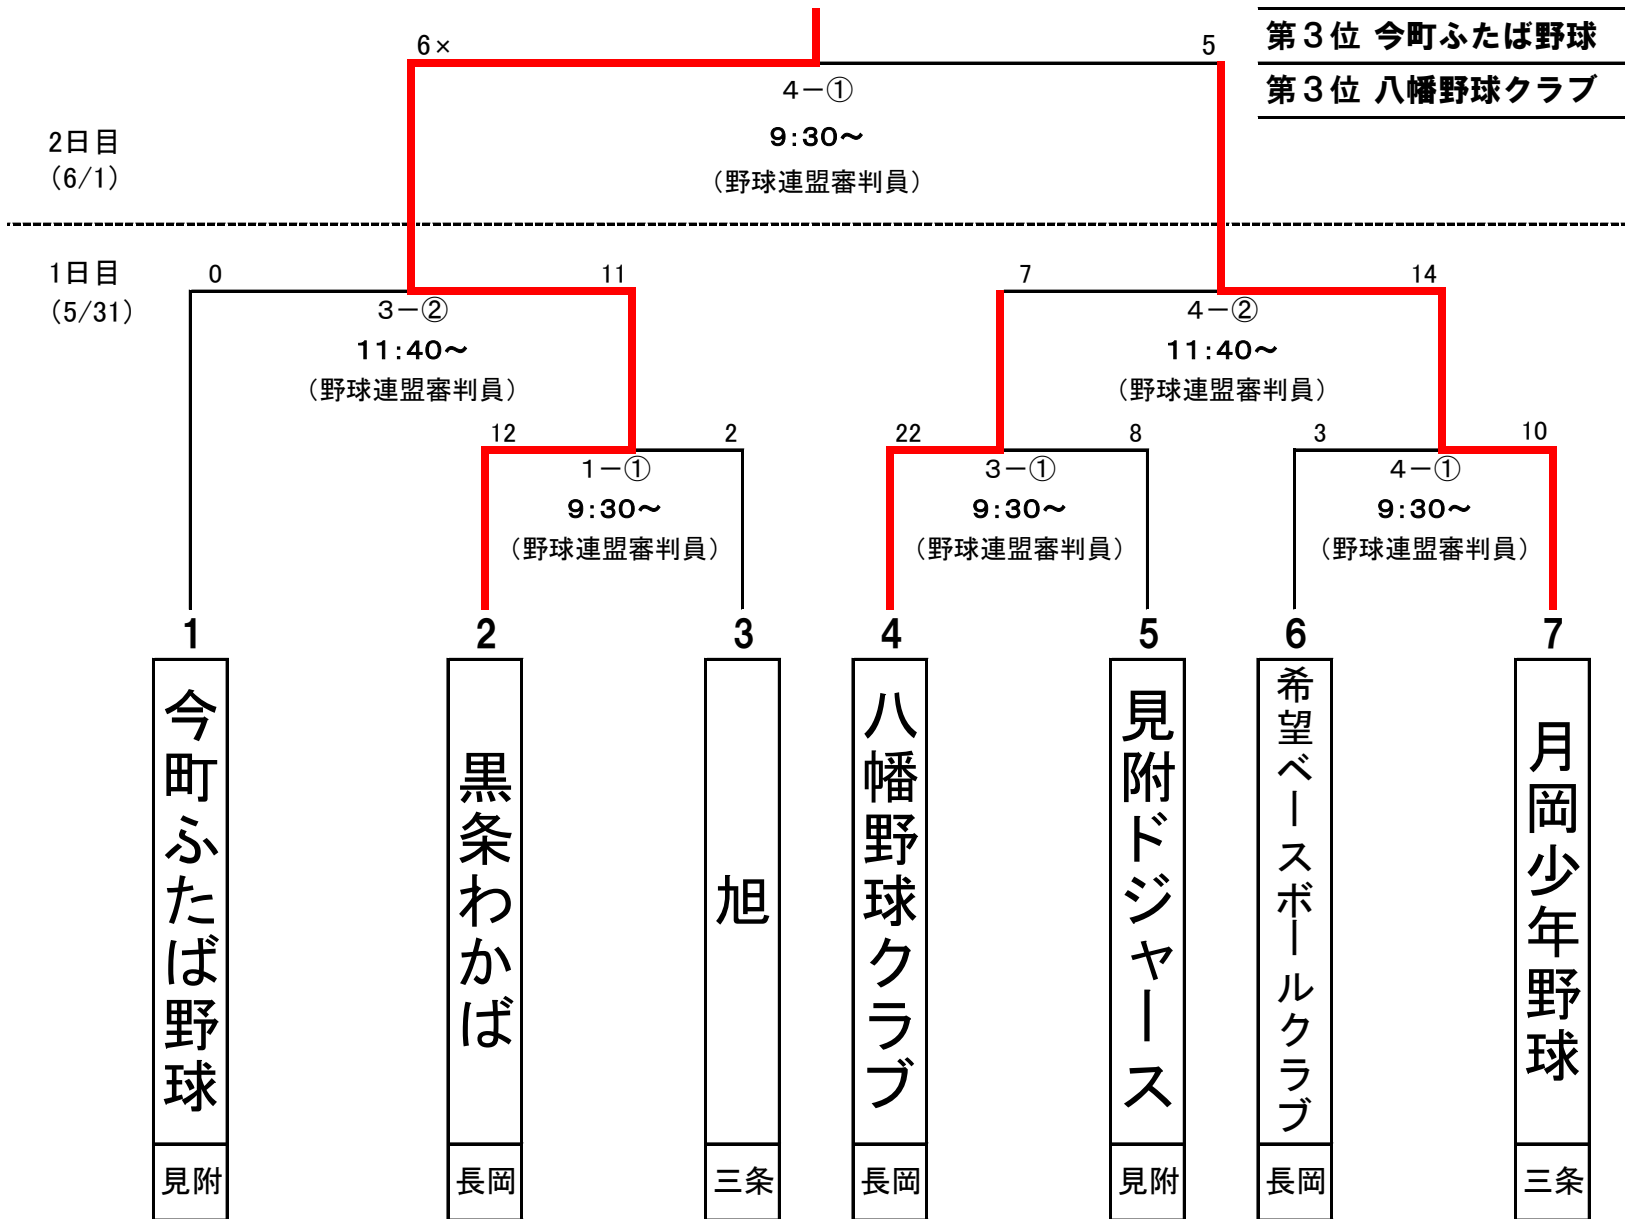 第３位 今町ふたば野球
6× 5
第３位 八幡野球クラブ
4－①
9:30～
2日目
(6/1)
（野球連盟審判員）
1日目
(5/31)
0 11 7 14
3－② 4－②
11:40～ 11:40～
（野球連盟審判員） （野球連盟審判員）
12 2 22 8 3 10
1－① 3－① 4－①
9:30～ 9:30～ 9:30～
（野球連盟審判員） （野球連盟審判員） （野球連盟審判員）
1 2 3 4 5 6 7
今町ふたば野球
黒条わかば
旭
八幡野球クラブ
見附ドジャース
希望ベースボールクラブ
月岡少年野球
見附 長岡 三条 長岡 見附 長岡 三条